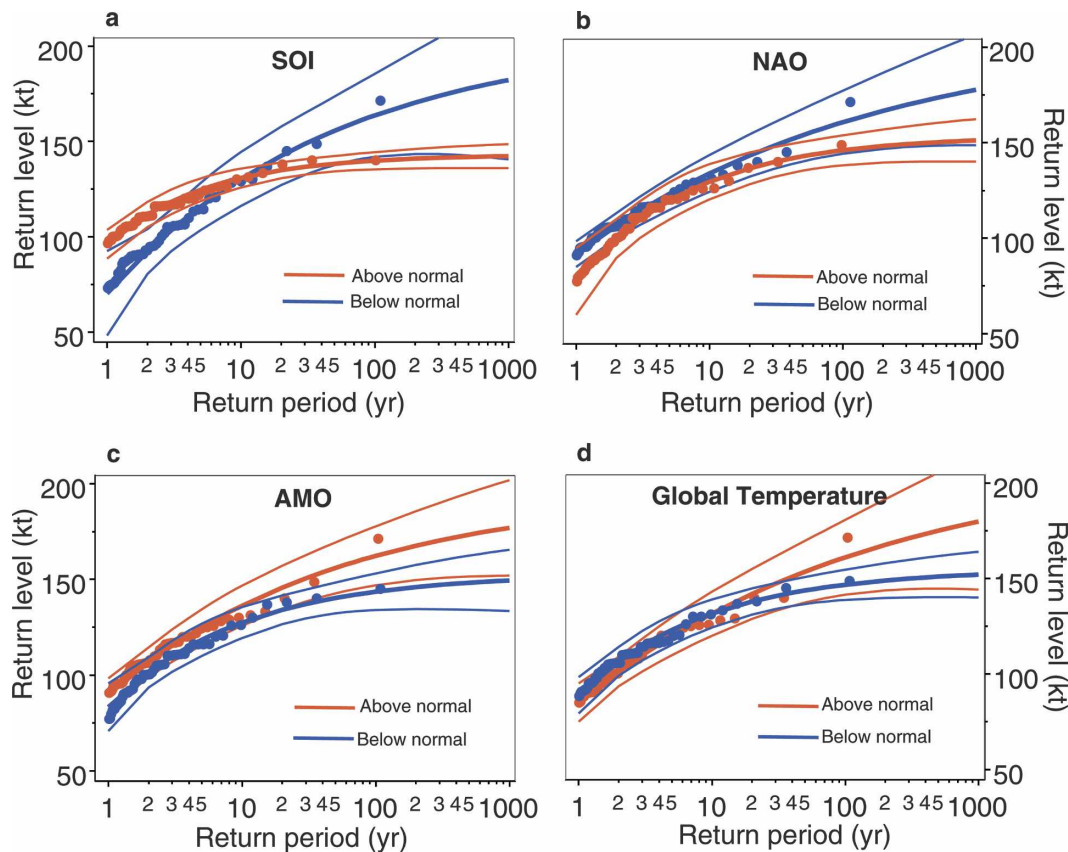 a
SOI
Return level (kt)
200
150
100
50
Above normal
Below normal
1 2 3 4 5 10 2 3 4 5 100 2 3 4 5 1000
Return period (yr)
b
NAO
200
150
100
50
Return level (kt)
Above normal
Below normal
1 2 3 4 5 10 2 3 4 5 100 2 3 4 5 1000
Return period (yr)
c
AMO
Return level (kt)
200
150
100
50
Above normal
Below normal
1 2 3 4 5 10 2 3 4 5 100 2 3 4 5 1000
Return period (yr)
d
Global Temperature
200
150
100
50
Return level (kt)
Above normal
Below normal
1 2 3 4 5 10 2 3 4 5 100 2 3 4 5 1000
Return period (yr)